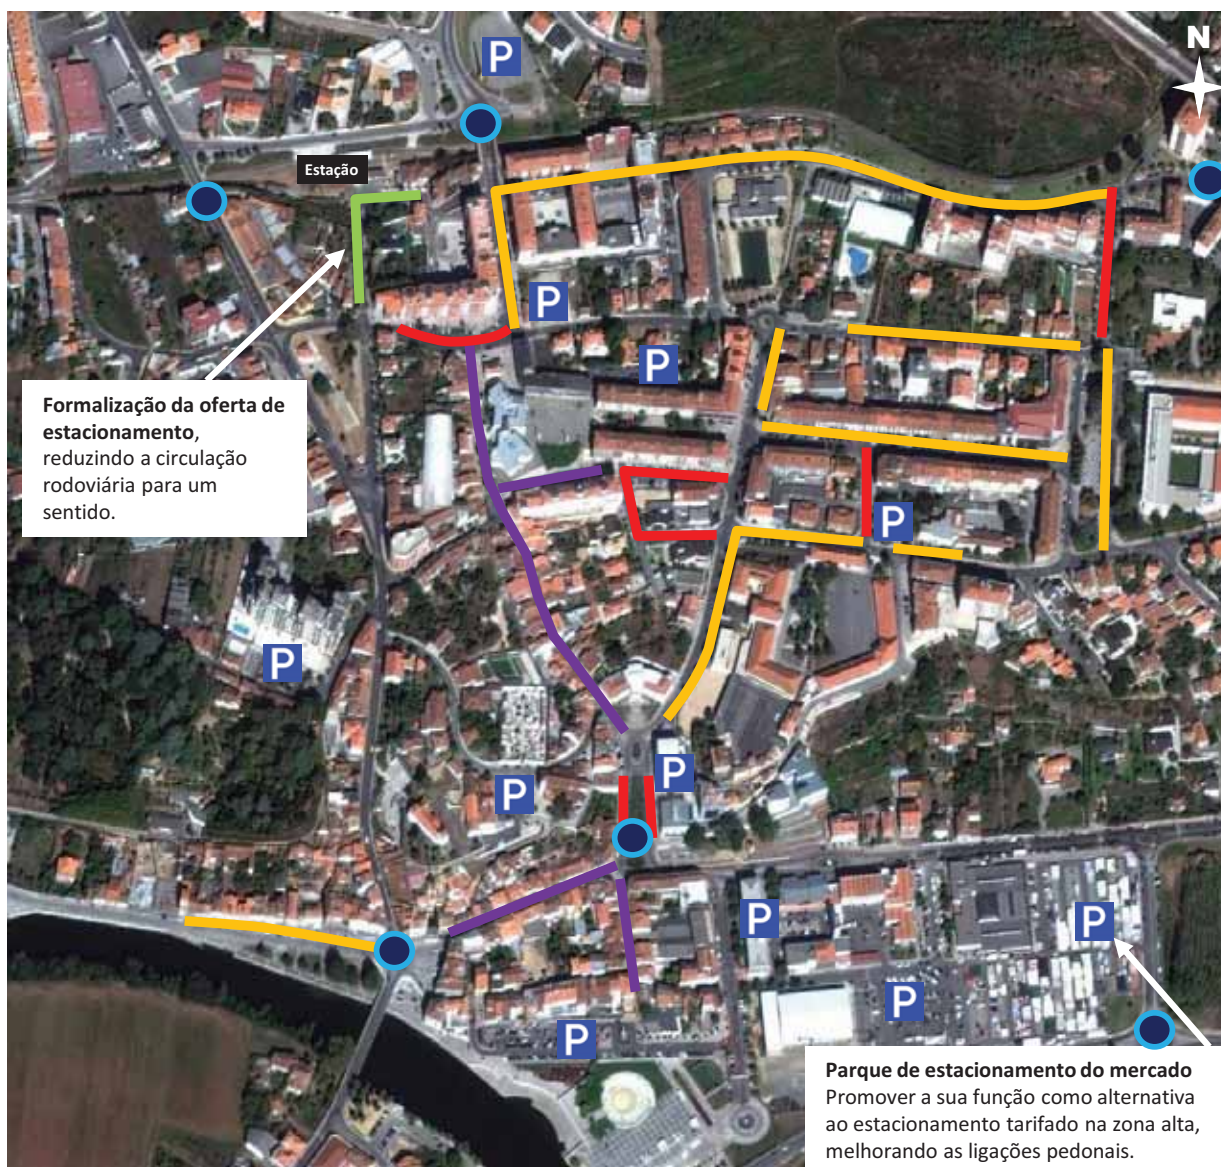 P
N
Estação
P
P
Formalização da oferta de
estacionamento,
reduzindo a circulação
rodoviária para um
sentido.
P
P
P
P
P
P
P
P
Parque de estacionamento do mercado
Promover a sua função como alternativa
ao estacionamento tarifado na zona alta,
melhorando as ligações pedonais.